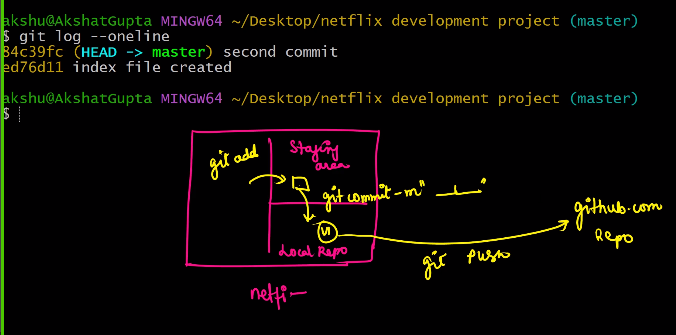 akshu@AkshatGupta MINGW64 ~/Desktop/netflix development project (master)
$ git log --oneline
84c39fc (HEAD -> master) second commit
ed76d11 index file created
akshu@AkshatGupta MINGW64 ~/Desktop/netflix development project (master)
$
git add
Staging
area
git commit -m"
"
github.com
Repo
V1
Local Repo
git push